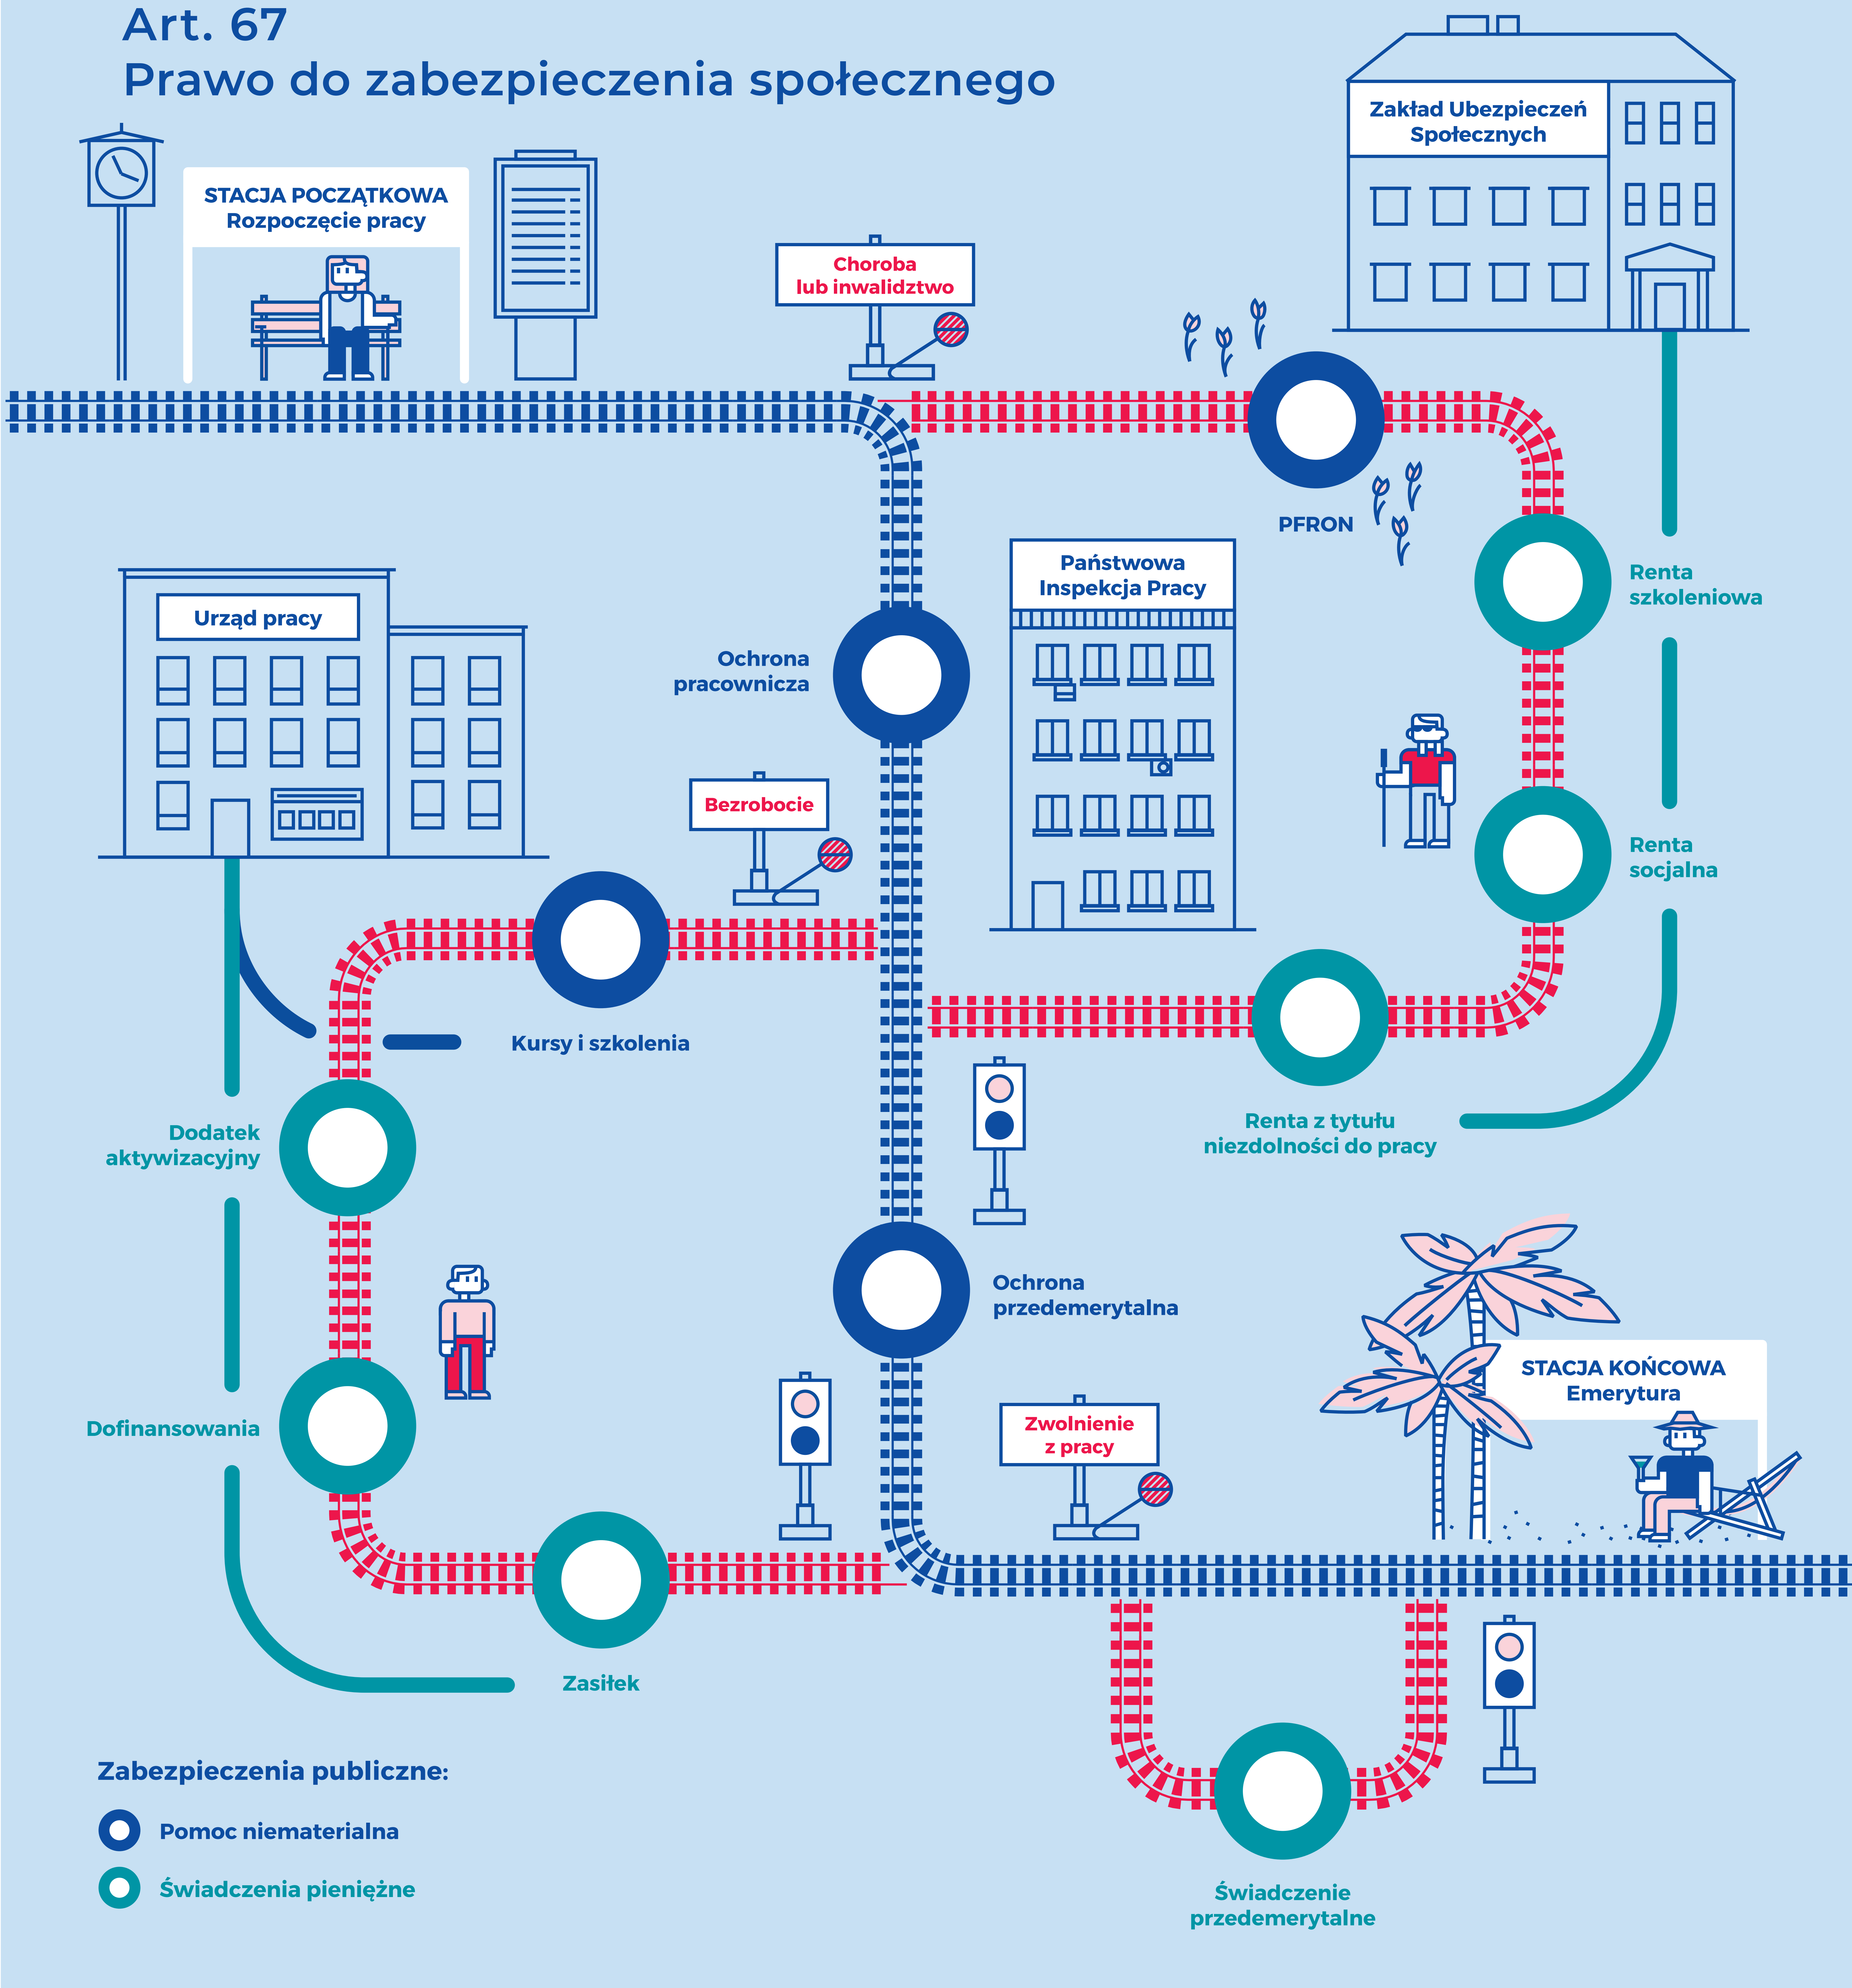 Art. 67
Prawo do zabezpieczenia społecznego
STACJA POCZĄTKOWA
Rozpoczęcie pracy
Choroba
lub inwalidztwo
Zakład Ubezpieczeń
Społecznych
PFRON
Renta
szkoleniowa
Państwowa
Inspekcja Pracy
Urząd pracy
Ochrona
pracownicza
Bezrobocie
Renta
socjalna
Kursy i szkolenia
Dodatek
aktywizacyjny
Renta z tytułu
niezdolności do pracy
Ochrona
przedemerytalna
Dofinansowania
Zwolnienie
z pracy
STACJA KOŃCOWA
Emerytura
Zasiłek
Zabezpieczenia publiczne:
Pomoc niematerialna
Świadczenia pieniężne
Świadczenie
przedemerytalne